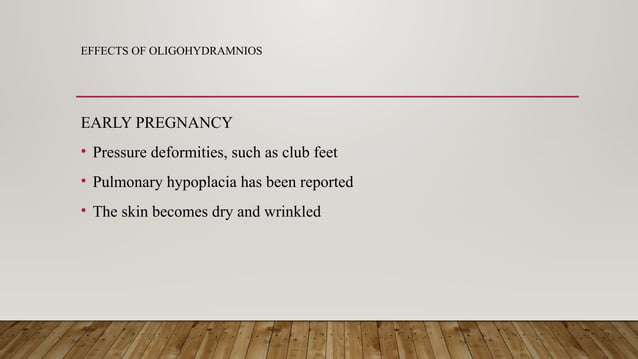 EFFECTS OF OLIGOHYDRAMNIOS
EARLY PREGNANCY
• Pressure deformities, such as club feet
• Pulmonary hypoplacia has been reported
• The skin becomes dry and wrinkled